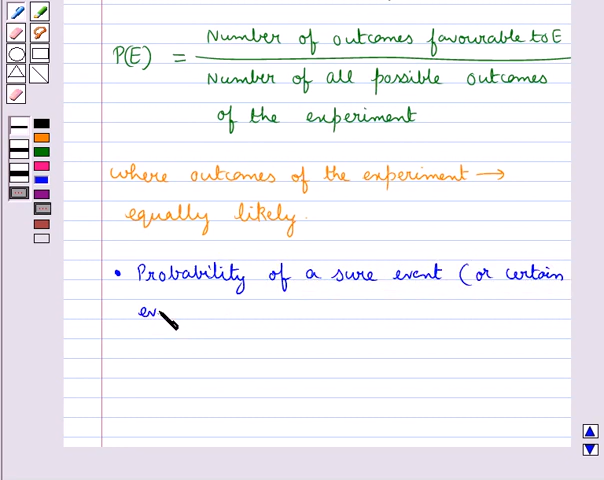 P(E) = Number of outcomes favourable to E
Number of all possible outcomes
of the experiment
where outcomes of the experiment →
equally likely.
• Probability of a sure event (or certain
ev